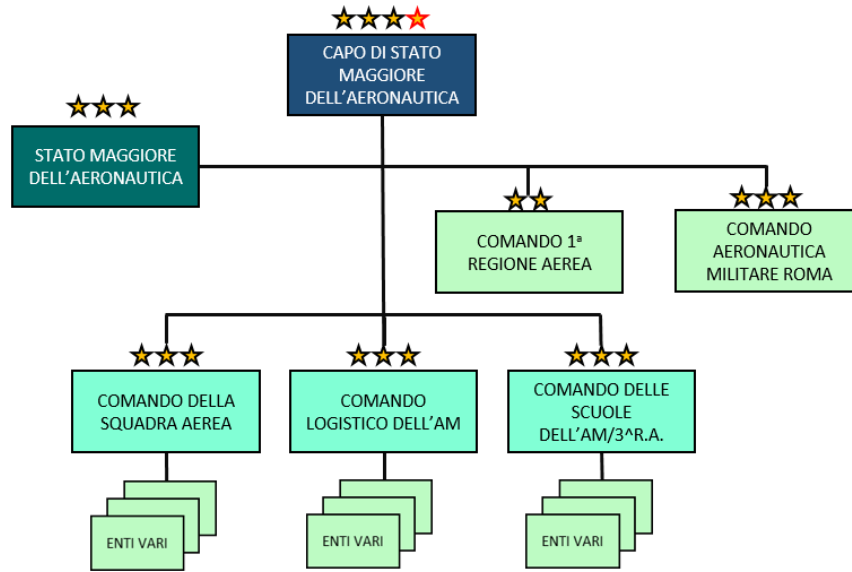 CAPO DI STATO
MAGGIORE
DELL'AERONAUTICA
STATO MAGGIORE
DELL'AERONAUTICA
COMANDO 1ª
REGIONE AEREA
COMANDO
AERONAUTICA
MILITARE ROMA
COMANDO DELLA
SQUADRA AEREA
COMANDO
LOGISTICO DELL'AM
COMANDO DELLE
SCUOLE
DELL'AM/3^R.A.
ENTI VARI
ENTI VARI
ENTI VARI